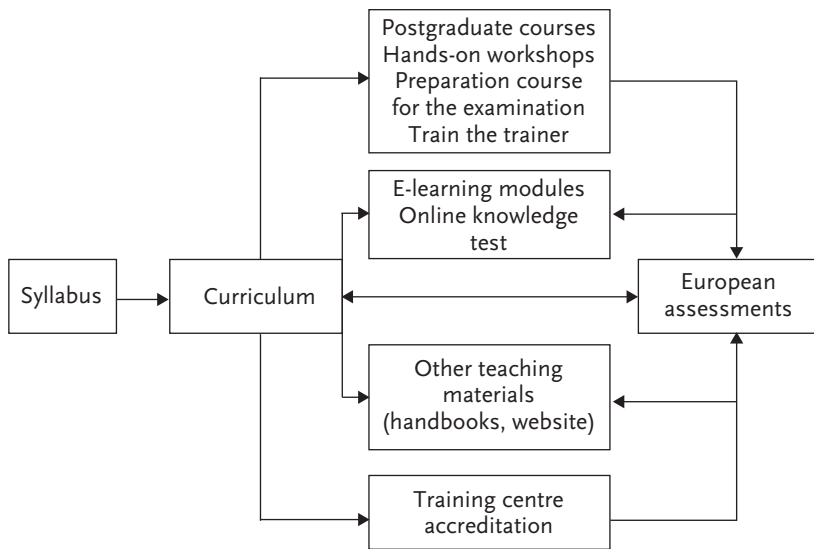 Postgraduate courses
Hands-on workshops
Preparation course
for the examination
Train the trainer
E-learning modules
Online knowledge
test
Syllabus
Curriculum
European
assessments
Other teaching
materials
(handbooks, website)
Training centre
accreditation